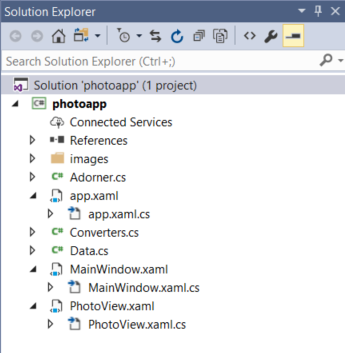 Solution Explorer
Search Solution Explorer (Ctrl+;)
Solution 'photoapp' (1 project)
C# photoapp
Connected Services
References
images
C# Adorner.cs
app.xaml
app.xaml.cs
C# Converters.cs
C# Data.cs
MainWindow.xaml
MainWindow.xaml.cs
PhotoView.xaml
PhotoView.xaml.cs